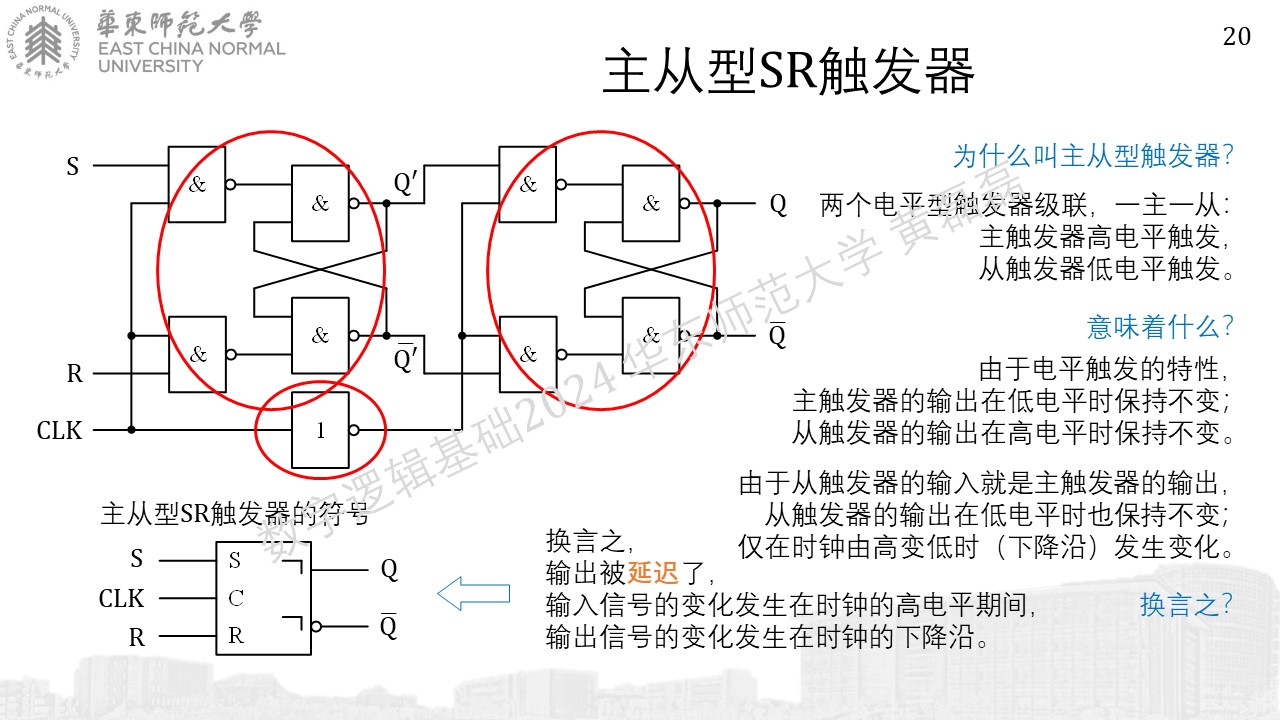 華東師範大學
EAST CHINA NORMAL
UNIVERSITY
EAST CHINA NORMAL UNIVERSITY
華東师范大学
20
主从型SR触发器
S
&
&
Q′
&
&
Q
R
&
&
Q̅′
&
&
Q̅
CLK
1
为什么叫主从型触发器？
两个电平型触发器级联，一主一从：
主触发器高电平触发，
从触发器低电平触发。
意味着什么？
由于电平触发的特性，
主触发器的输出在低电平时保持不变；
从触发器的输出在高电平时保持不变。
由于从触发器的输入就是主触发器的输出，
从触发器的输出在低电平时也保持不变；
仅在时钟由高变低时（下降沿）发生变化。
换言之？
换言之，
输出被延迟了，
输入信号的变化发生在时钟的高电平期间，
输出信号的变化发生在时钟的下降沿。
主从型SR触发器的符号
S
S
Q
CLK
C
R
R
Q̅
数字逻辑基础2024 华东师范大学 黄磊磊